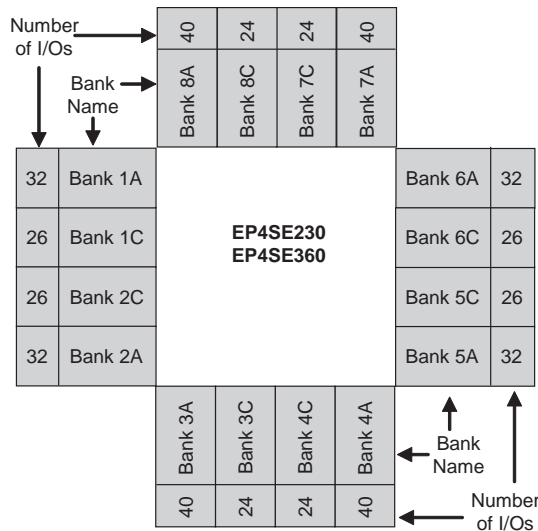 Number
of I/Os
40 24 24 40
Bank
Name
Bank 8A Bank 8C Bank 7C Bank 7A
32 Bank 1A
26 Bank 1C
26 Bank 2C
32 Bank 2A
EP4SE230
EP4SE360
Bank 6A 32
Bank 6C 26
Bank 5C 26
Bank 5A 32
Bank 3A Bank 3C Bank 4C Bank 4A
40 24 24 40
Bank
Name
Number
of I/Os